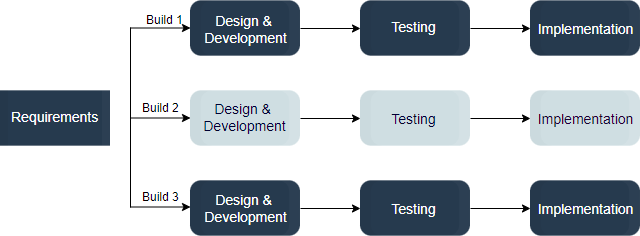 Build 1
Design &
Development
Testing
Implementation
Requirements
Build 2
Design &
Development
Testing
Implementation
Build 3
Design &
Development
Testing
Implementation